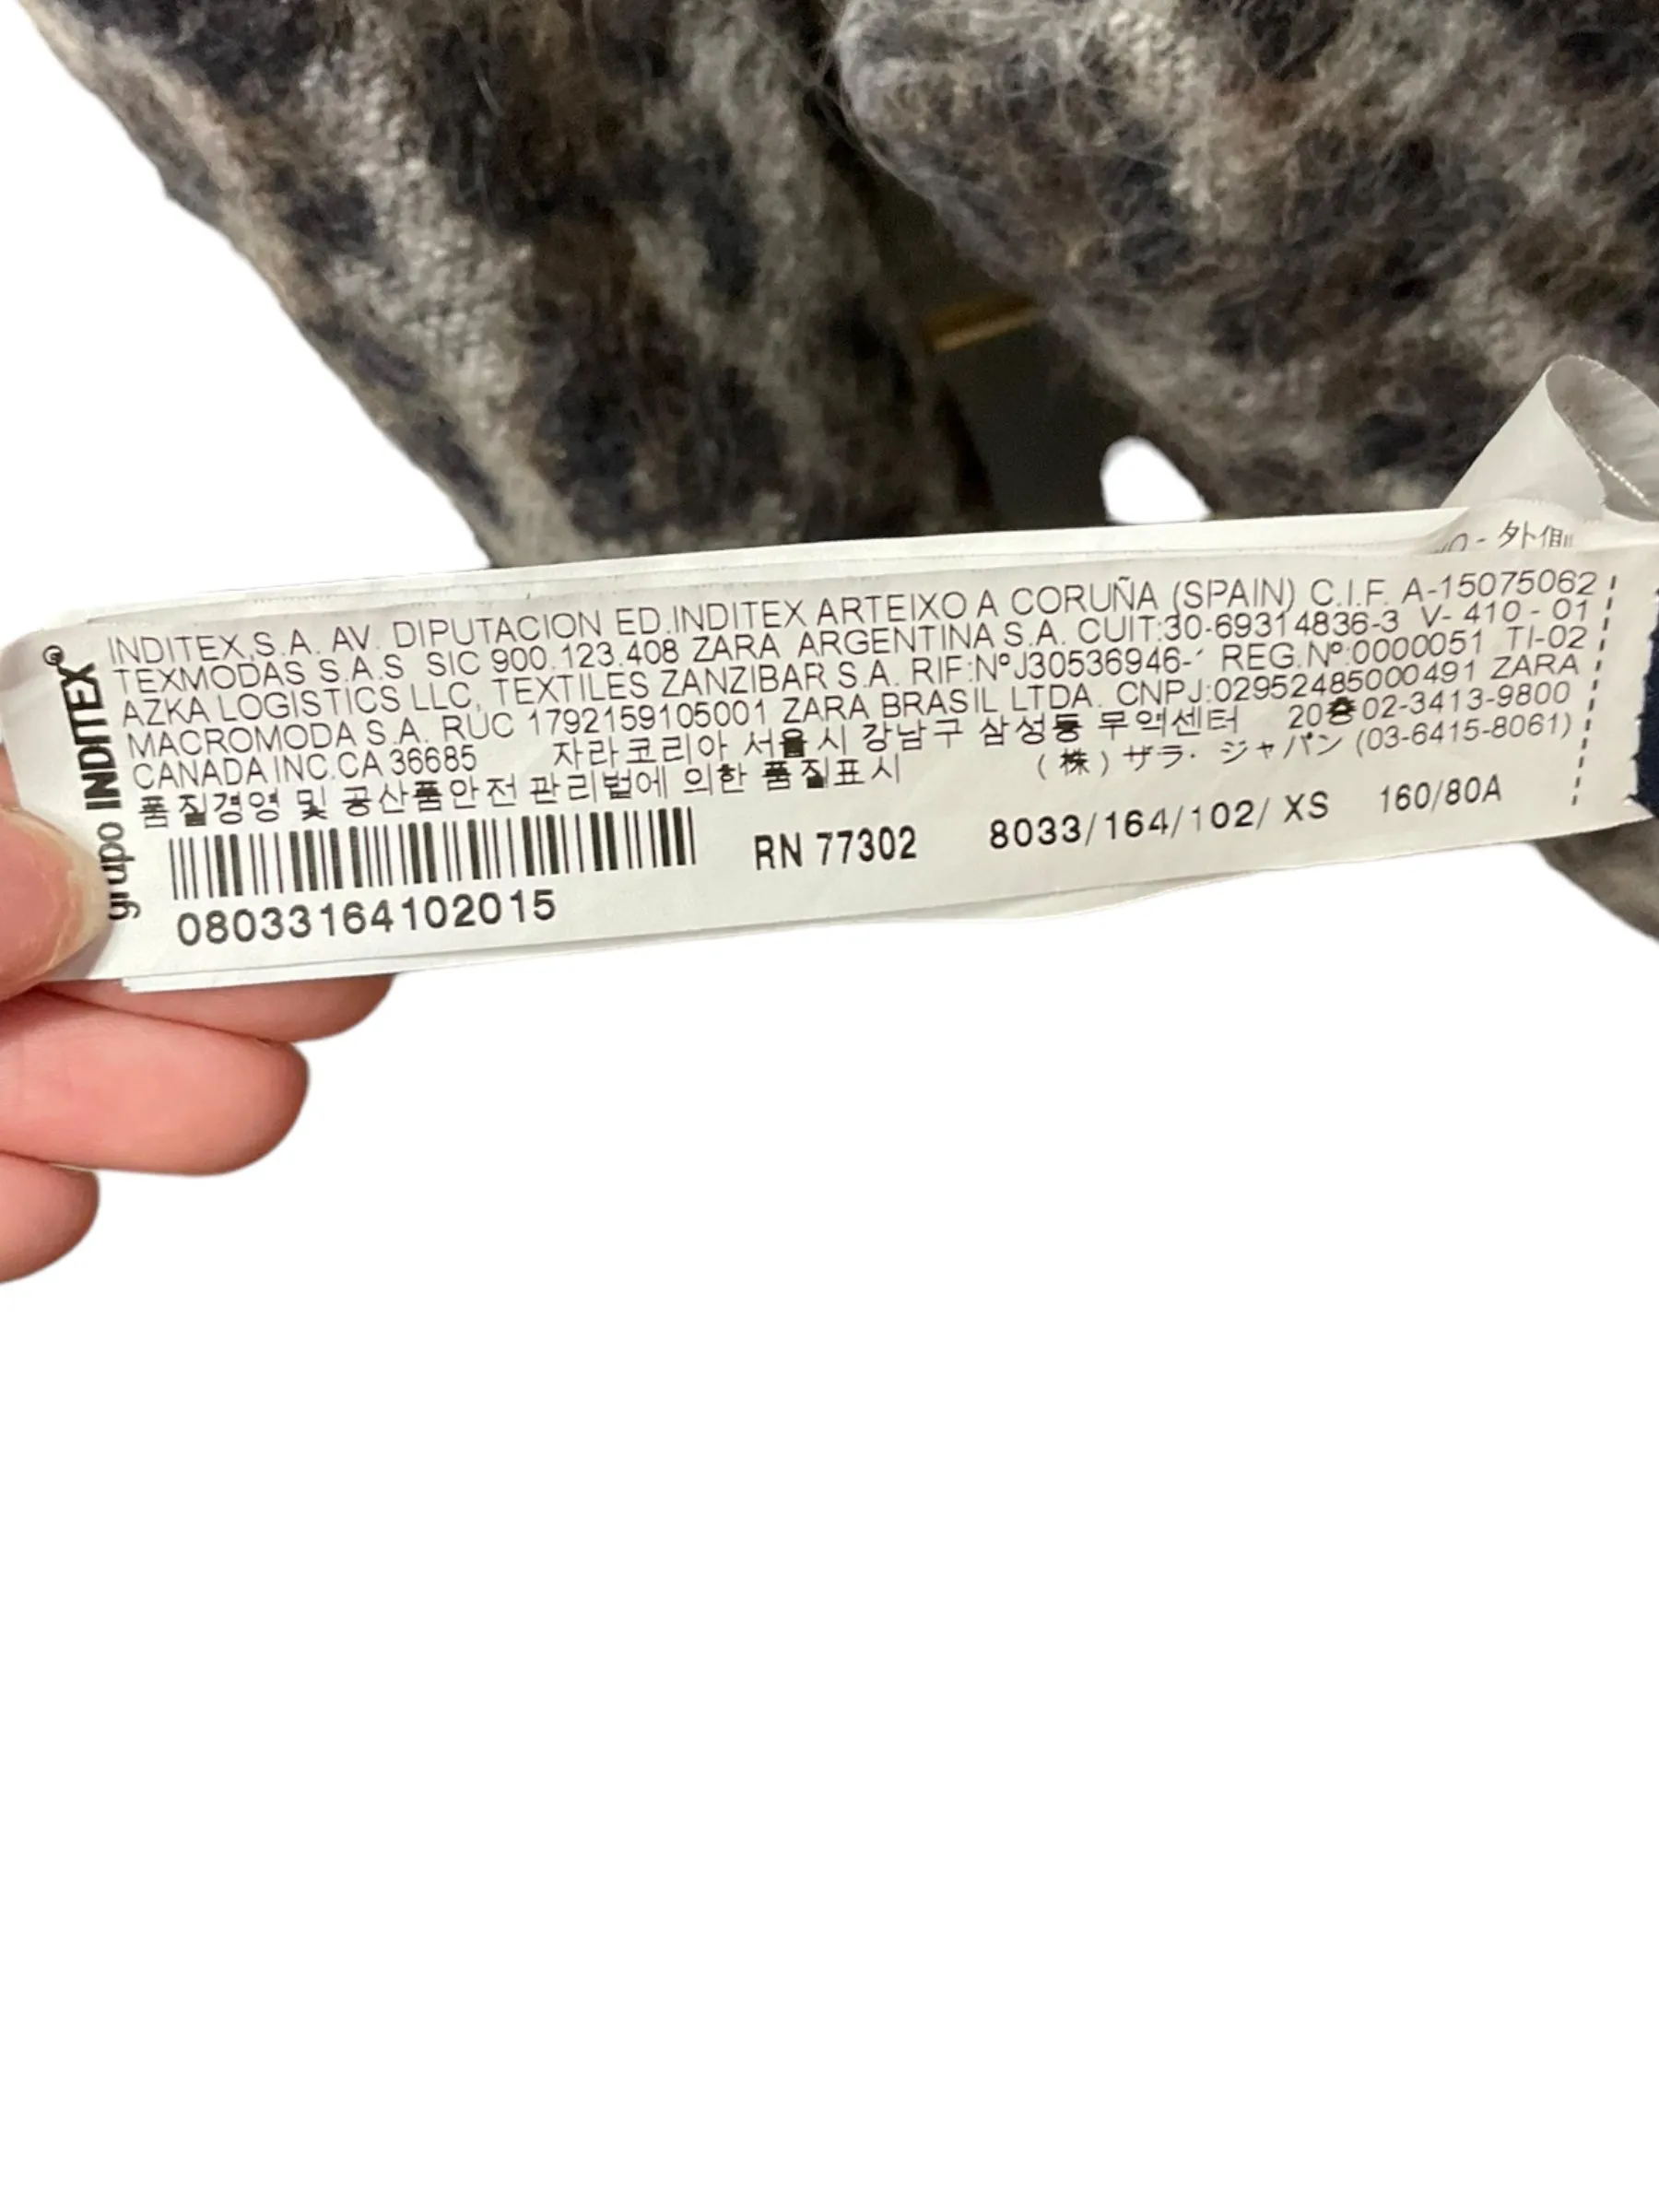 外側
INDITEX,S.A. AV. DIPUTACION ED.INDITEX ARTEIXO A CORUÑA (SPAIN) C.I.F. A-15075062
TEXMODAS S.A.S SIC 900.123.408 ZARA ARGENTINA S.A. CUIT:30-69314836-3 V- 410 - 01
AZKA LOGISTICS LLC, TEXTILES ZANZIBAR S.A. RIF:NºJ30536946- REG.Nº:0000051 TI-02
MACROMODA S.A. RUC 1792159105001 ZARA BRASIL LTDA. CNPJ:02952485000491 ZARA
CANADA INC.CA 36685 자라코리아 서울시 강남구 삼성동 무역센터 20층 02-3413-9800
품질경영 및 공산품안전 관리법에 의한 품질표시 (株) ザラ・ジャパン (03-6415-8061)
grupo INDITEX®
RN 77302 8033/164/102/ XS 160/80A
08033164102015